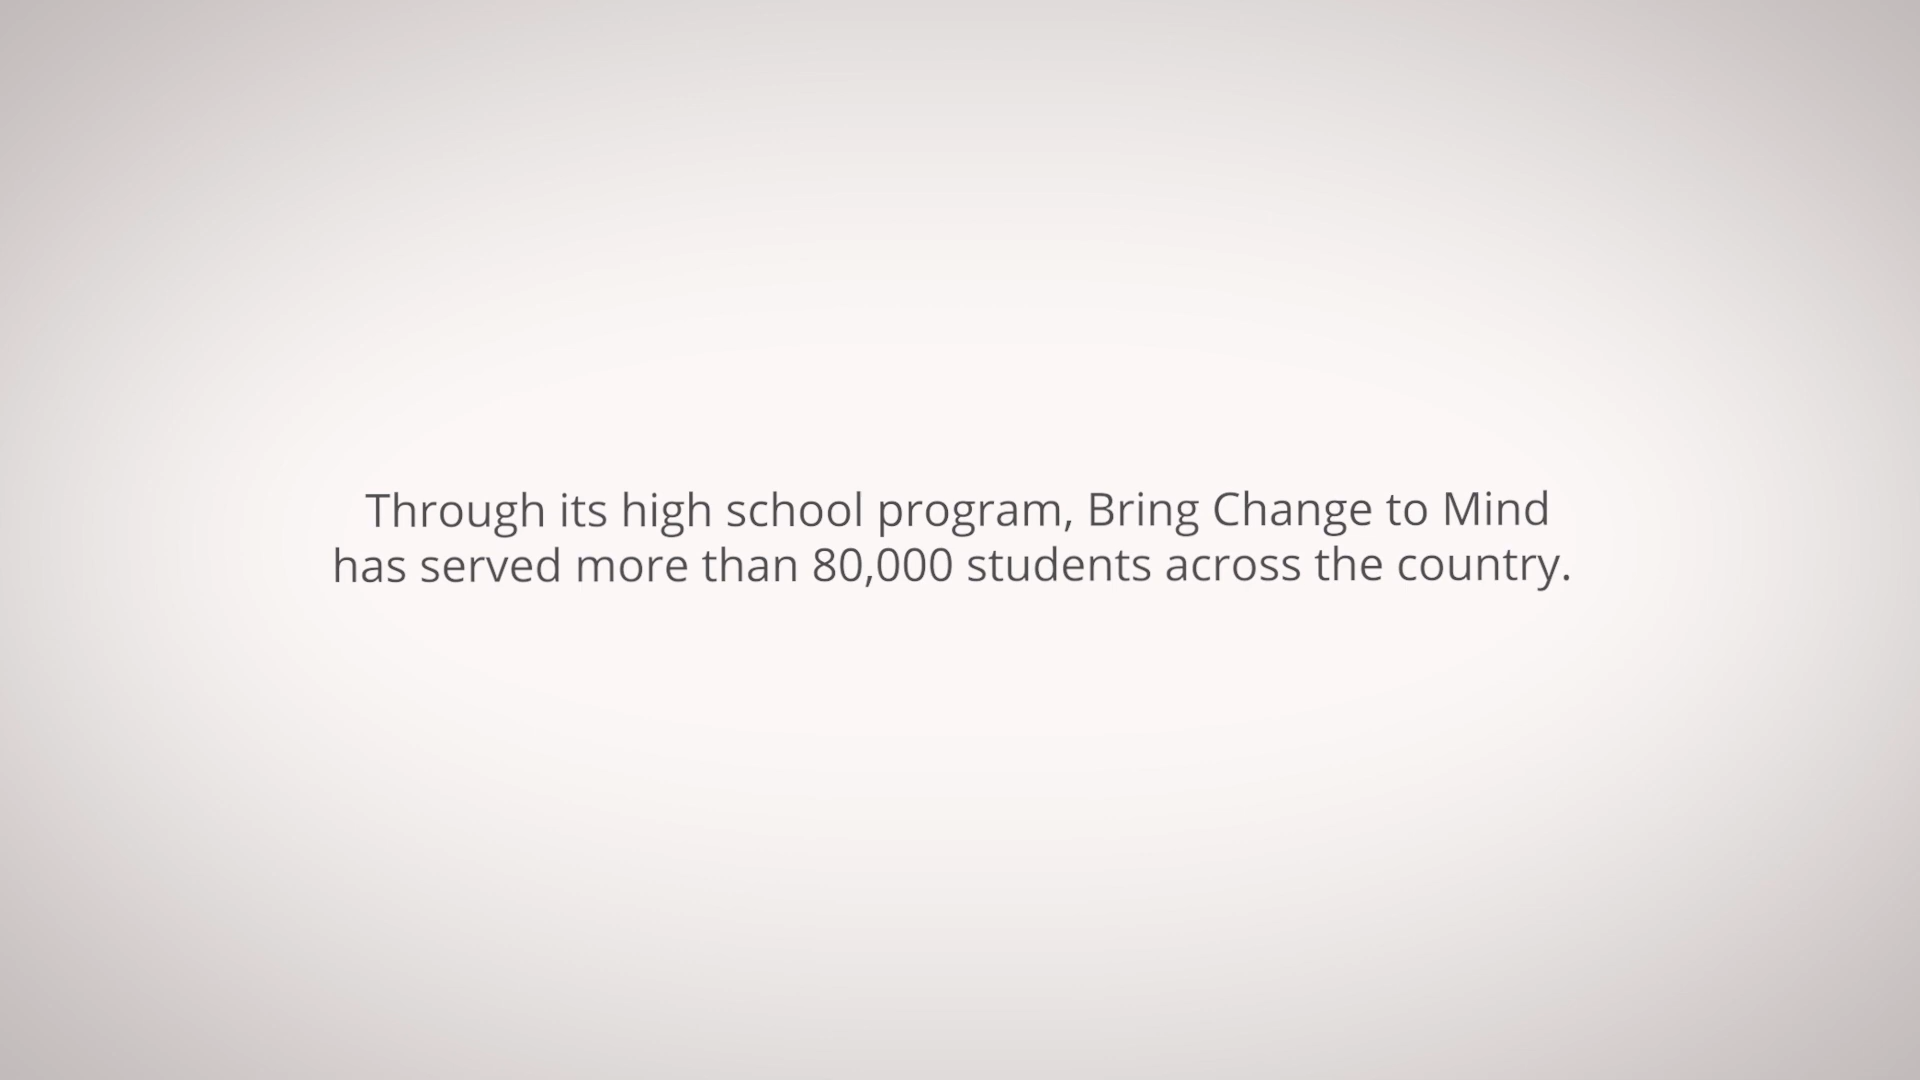 Through its high school program, Bring Change to Mind
has served more than 80,000 students across the country.